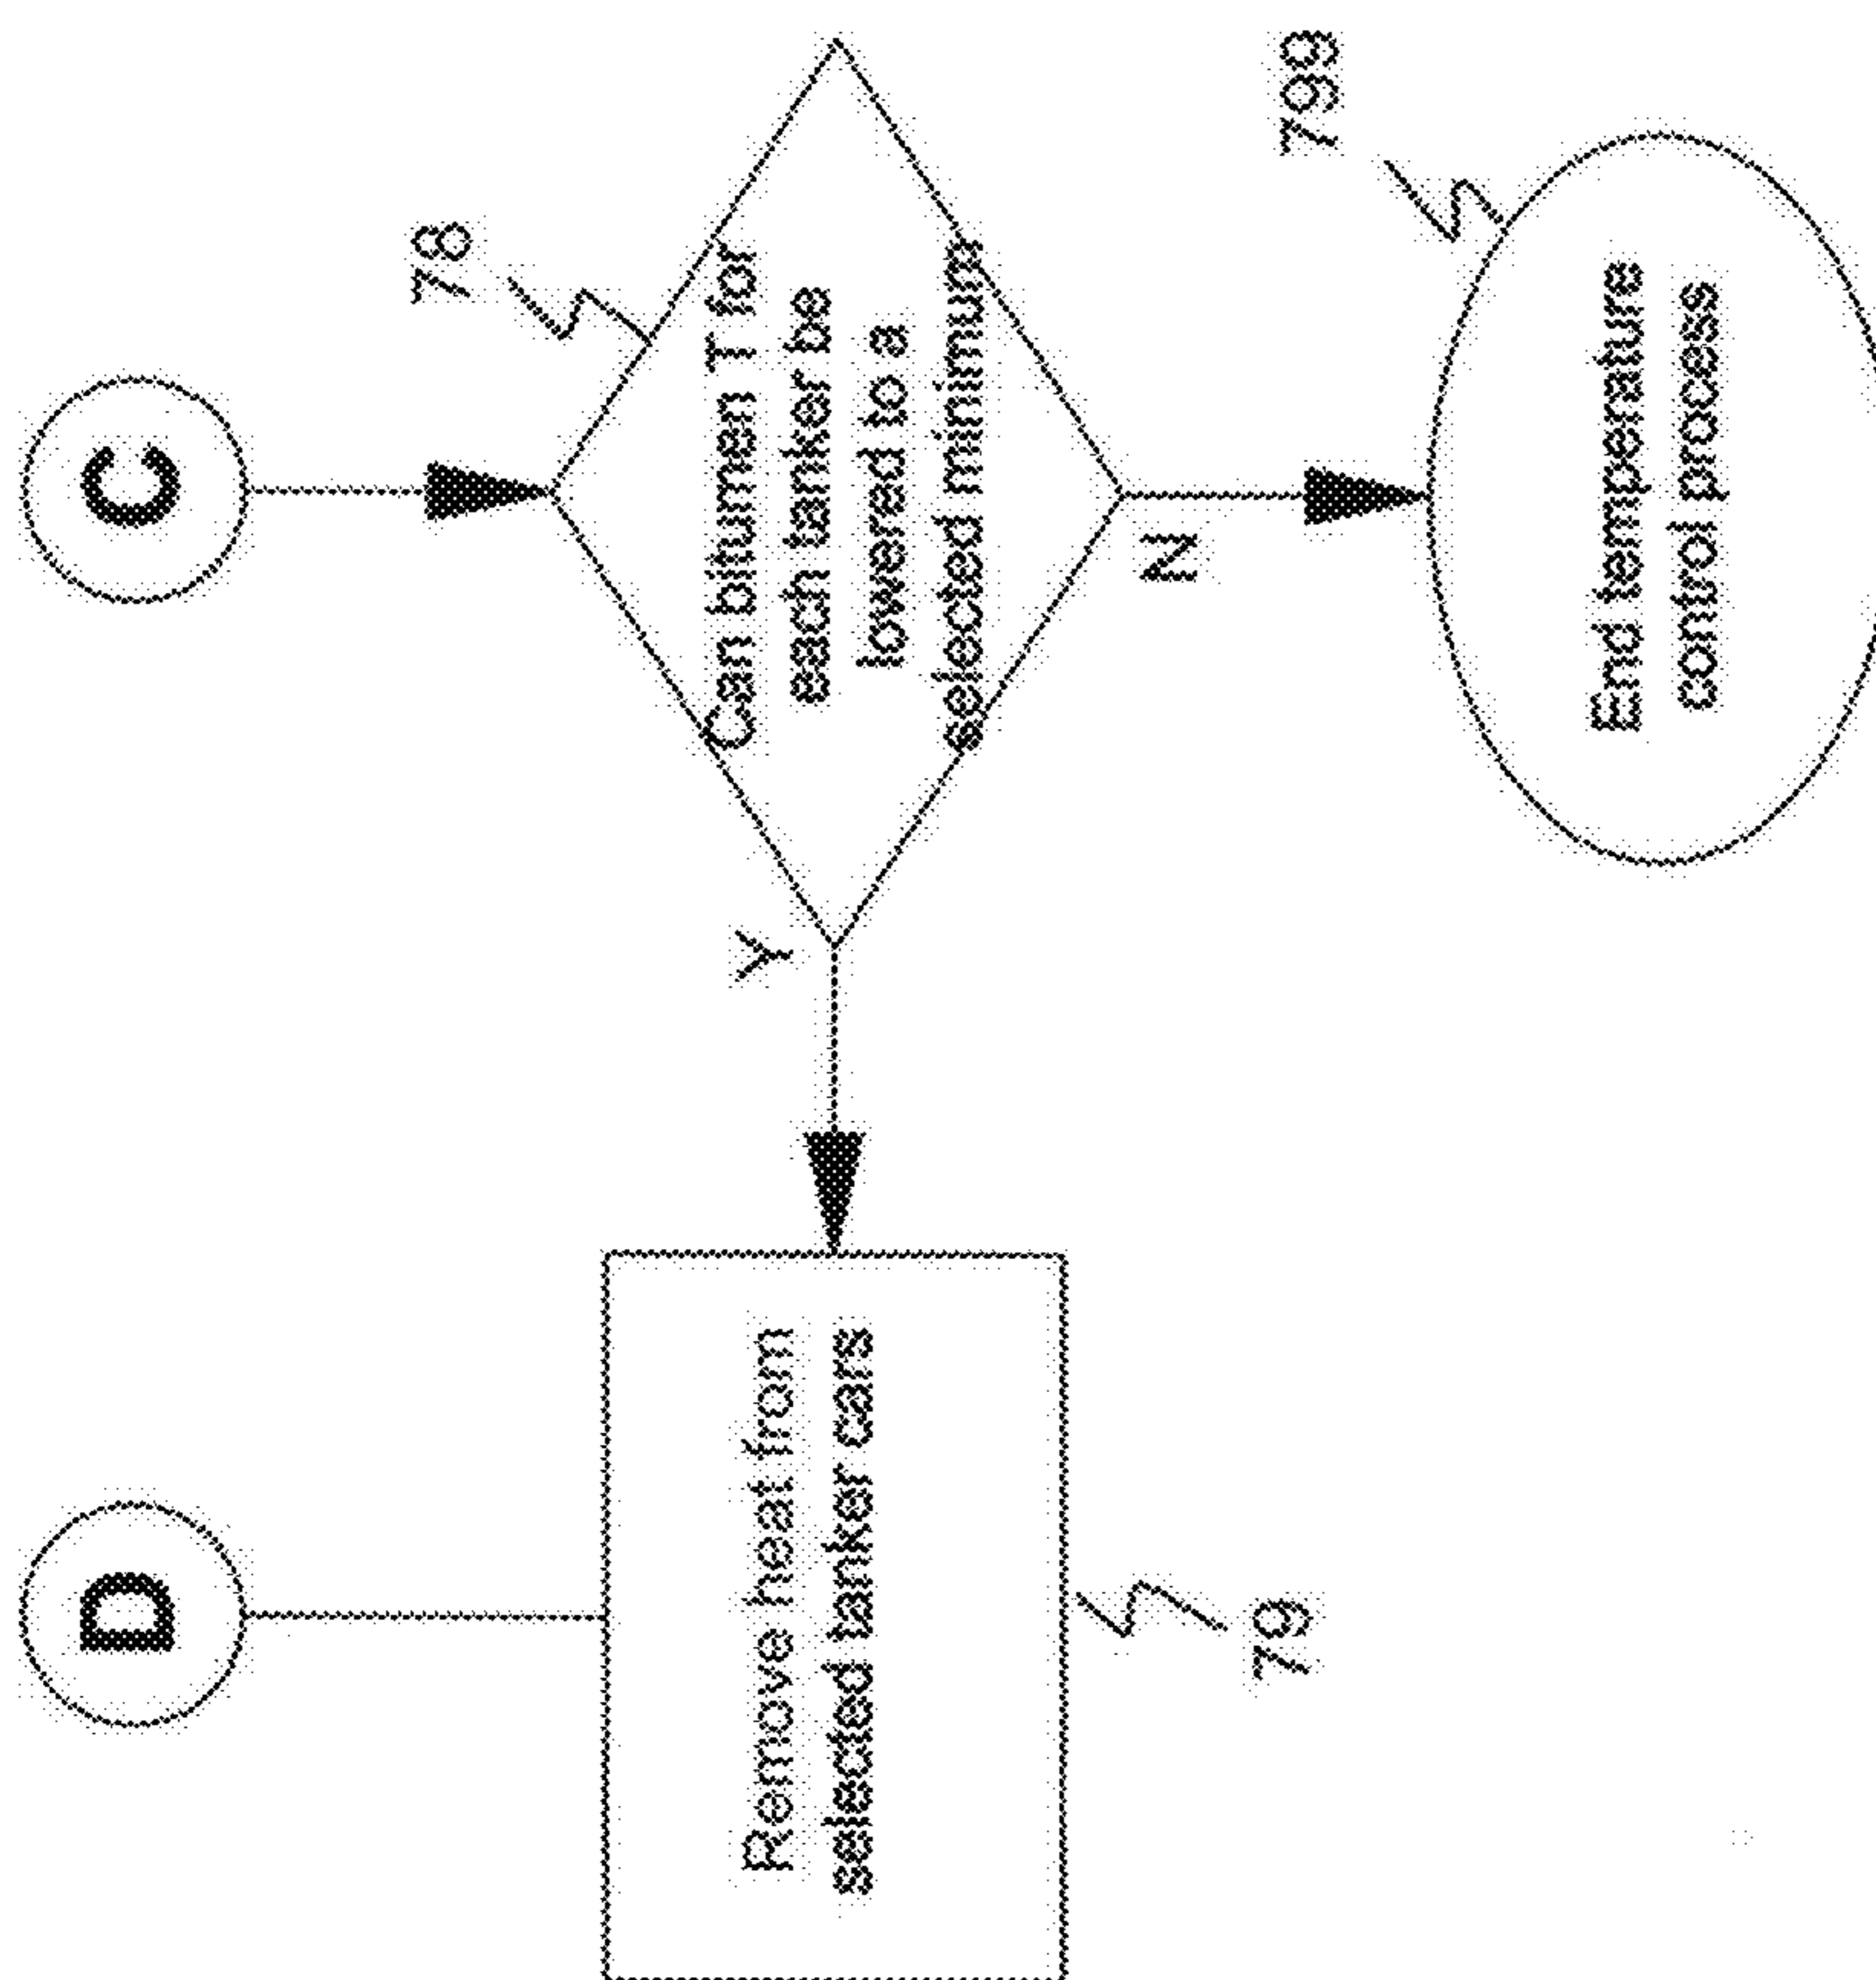 D
C
78
Can bitumen T for
each tanker be
lowered to a
selected minimum
Y
Remove heat from
selected tanker cars
N
79
799
End temperature
control process